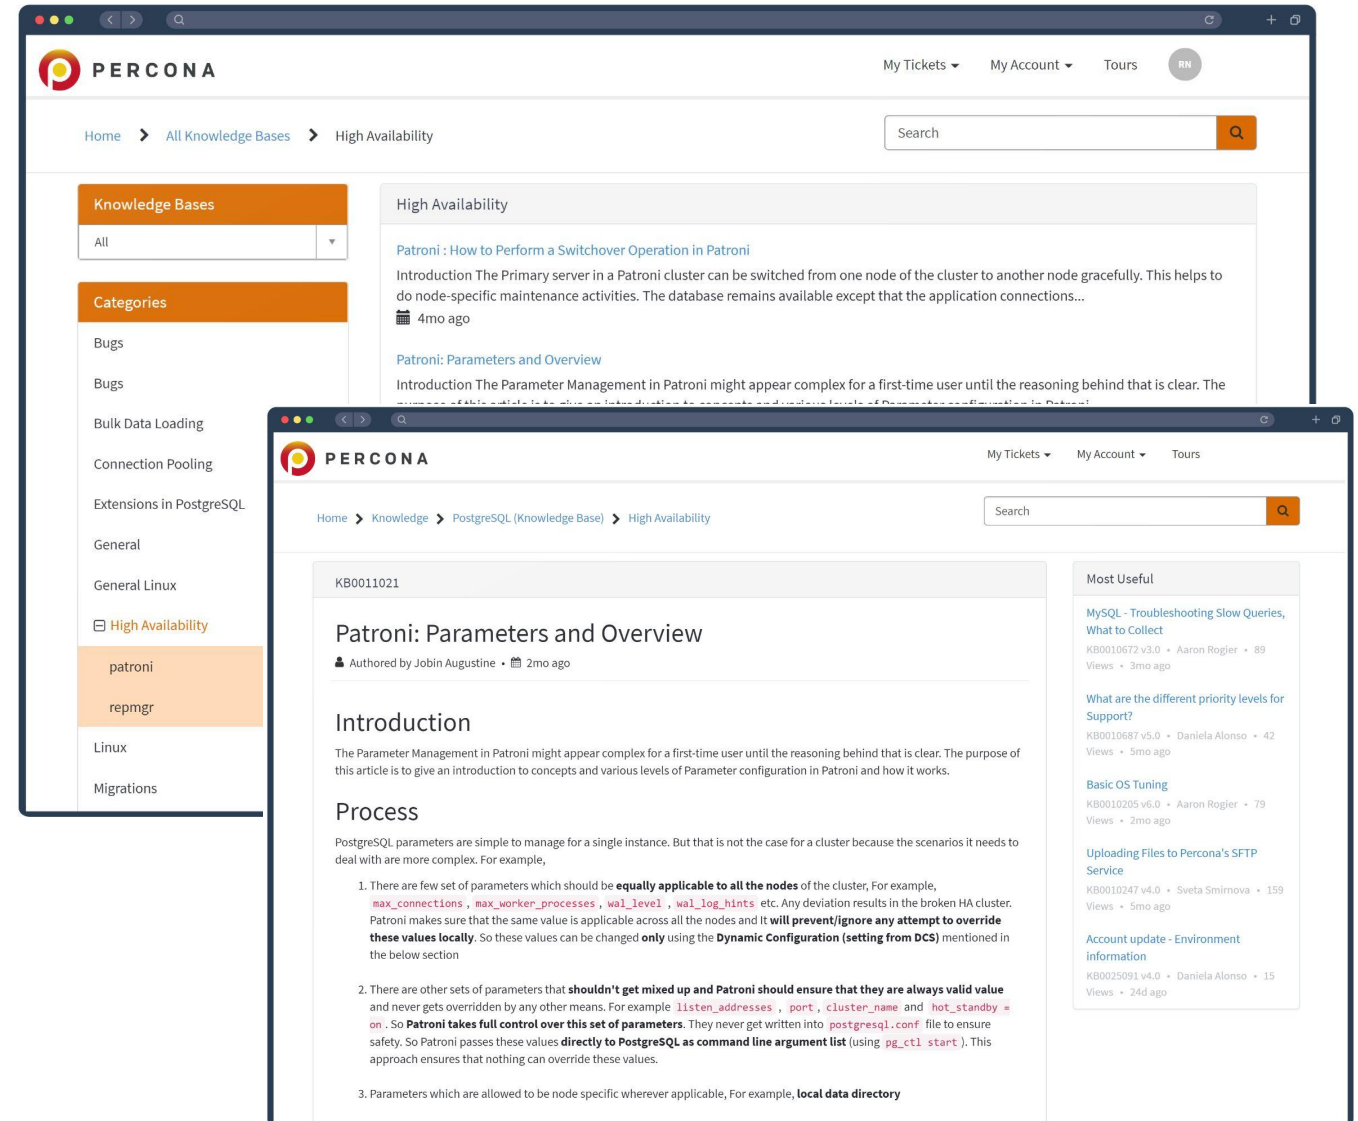 PERCONA
My Tickets
My Account
Tours
RN
Home
All Knowledge Bases
High Availability
Search
Knowledge Bases
All
Categories
Bugs
Bugs
Bulk Data Loading
Connection Pooling
Extensions in PostgreSQL
General
General Linux
High Availability
patroni
repmgr
Linux
Migrations
High Availability
Patroni : How to Perform a Switchover Operation in Patroni
Introduction The Primary server in a Patroni cluster can be switched from one node of the cluster to another node gracefully. This helps to
do node-specific maintenance activities. The database remains available except that the application connections...
4mo ago
Patroni: Parameters and Overview
Introduction The Parameter Management in Patroni might appear complex for a first-time user until the reasoning behind that is clear. The
purpose of this article is to give an introduction to concepts and various levels of Parameter configuration in Patroni
PERCONA
My Tickets
My Account
Tours
Home
Knowledge
PostgreSQL (Knowledge Base)
High Availability
Search
KB0011021
Patroni: Parameters and Overview
Authored by Jobin Augustine • 2mo ago
Introduction
The Parameter Management in Patroni might appear complex for a first-time user until the reasoning behind that is clear. The purpose of
this article is to give an introduction to concepts and various levels of Parameter configuration in Patroni and how it works.
Process
PostgreSQL parameters are simple to manage for a single instance. But that is not the case for a cluster because the scenarios it needs to
deal with are more complex. For example,
1. There are few set of parameters which should be equally applicable to all the nodes of the cluster, For example,
max_connections , max_worker_processes , wal_level , wal_log_hints etc. Any deviation results in the broken HA cluster.
Patroni makes sure that the same value is applicable across all the nodes and It will prevent/ignore any attempt to override
these values locally. So these values can be changed only using the Dynamic Configuration (setting from DCS) mentioned in
the below section
2. There are other sets of parameters that shouldn't get mixed up and Patroni should ensure that they are always valid value
and never gets overridden by any other means. For example listen_addresses , port , cluster_name and hot_standby =
on . So Patroni takes full control over this set of parameters. They never get written into postgresql.conf file to ensure
safety. So Patroni passes these values directly to PostgreSQL as command line argument list (using pg_ctl start ). This
approach ensures that nothing can override these values.
3. Parameters which are allowed to be node specific wherever applicable, For example, local data directory
Most Useful
MySQL - Troubleshooting Slow Queries,
What to Collect
KB0010672 v3.0 • Aaron Rogier • 89
Views • 3mo ago
What are the different priority levels for
Support?
KB0010687 v5.0 • Daniela Alonso • 42
Views • 5mo ago
Basic OS Tuning
KB0010205 v6.0 • Aaron Rogier • 79
Views • 2mo ago
Uploading Files to Percona's SFTP
Service
KB0010247 v4.0 • Sveta Smirnova • 159
Views • 5mo ago
Account update - Environment
information
KB0025091 v4.0 • Daniela Alonso • 15
Views • 24d ago